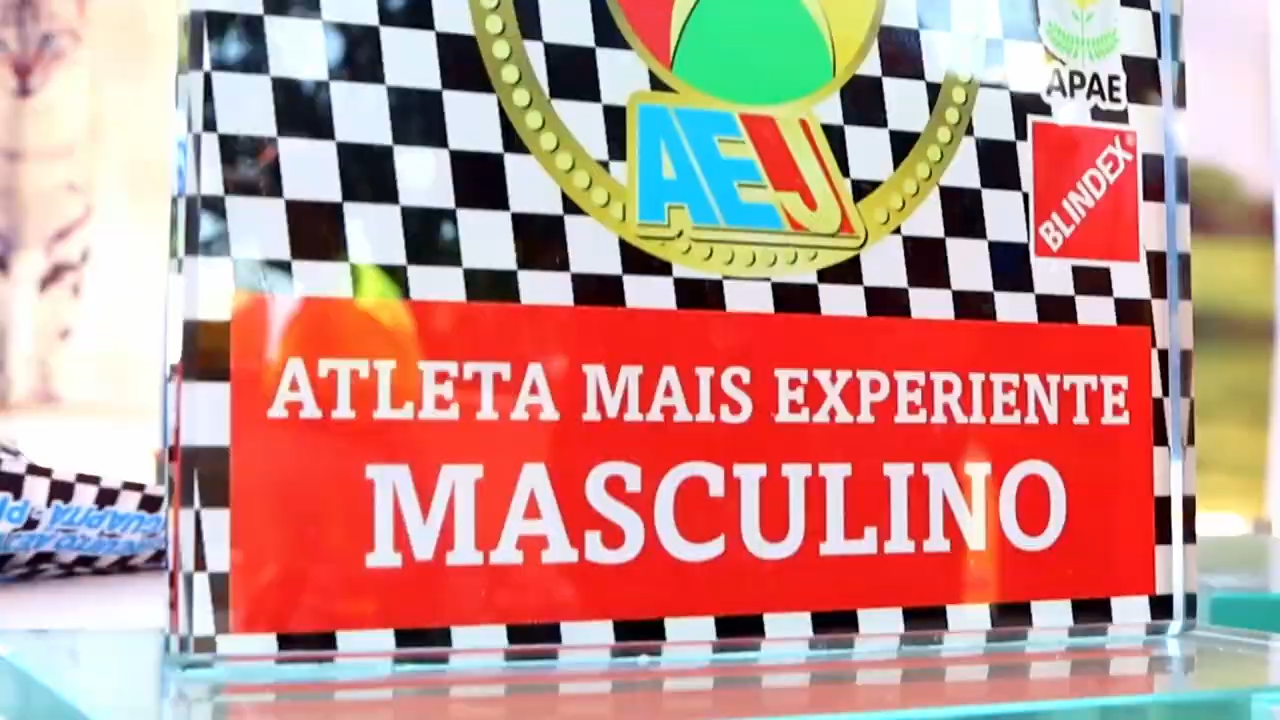 APAE
AEJ
BLINDEX®
ATLETA MAIS EXPERIENTE
MASCULINO